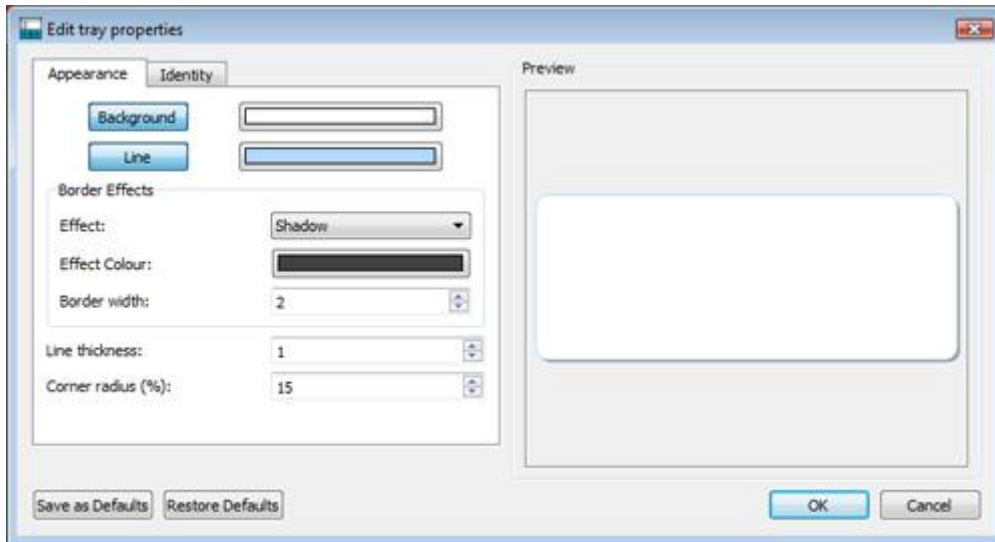 Edit tray properties
Appearance Identity
Preview
Background
Line
Border Effects
Effect: Shadow
Effect Colour:
Border width: 2
Line thickness: 1
Corner radius (%): 15
Save as Defaults Restore Defaults OK Cancel